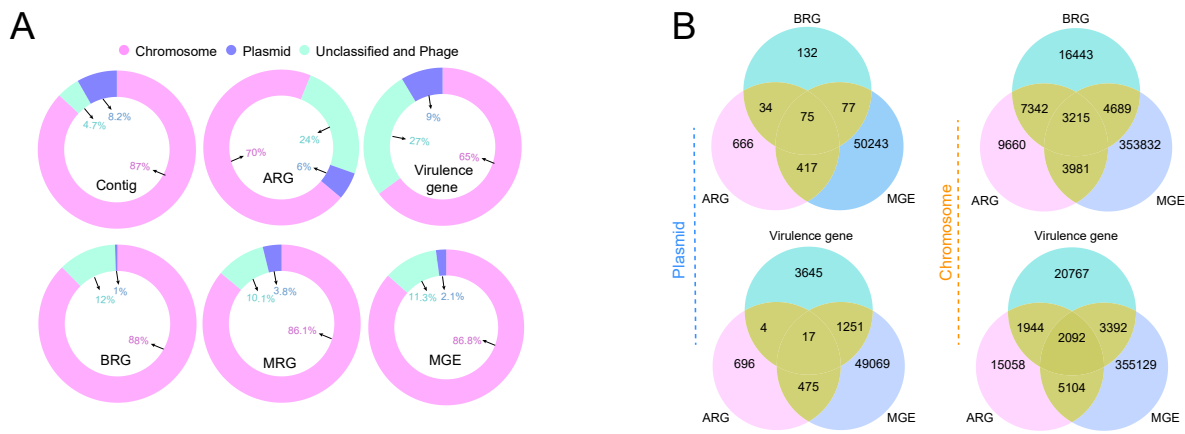 A
Chromosome Plasmid Unclassified and Phage
8.2%
4.7%
87%
Contig
70%
24%
6%
ARG
9%
27%
65%
Virulence
gene
12%
1%
88%
BRG
10.1%
3.8%
86.1%
MRG
11.3%
2.1%
86.8%
MGE
B
Plasmid
BRG
132
34
75
77
666
417
50243
ARG
MGE
Virulence gene
3645
4
17
1251
696
475
49069
ARG
MGE
Chromosome
BRG
16443
7342
3215
4689
9660
3981
353832
ARG
MGE
Virulence gene
20767
1944
2092
3392
15058
5104
355129
ARG
MGE